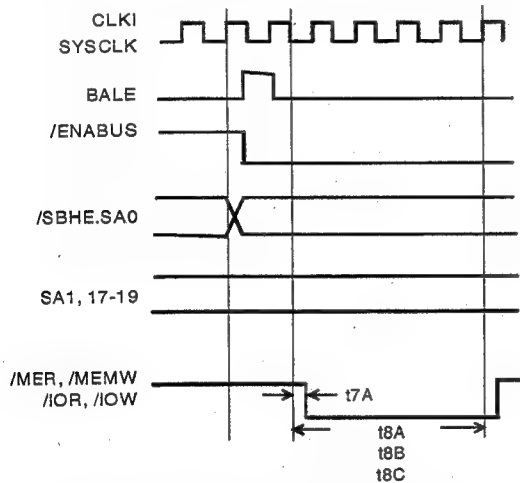 CLKI
SYSCLK
BALE
/ENABUS
/SBHE.SA0
SA1, 17-19
/MER, /MEMW
/IOR, /IOW
t7A
t8A
t8B
t8C